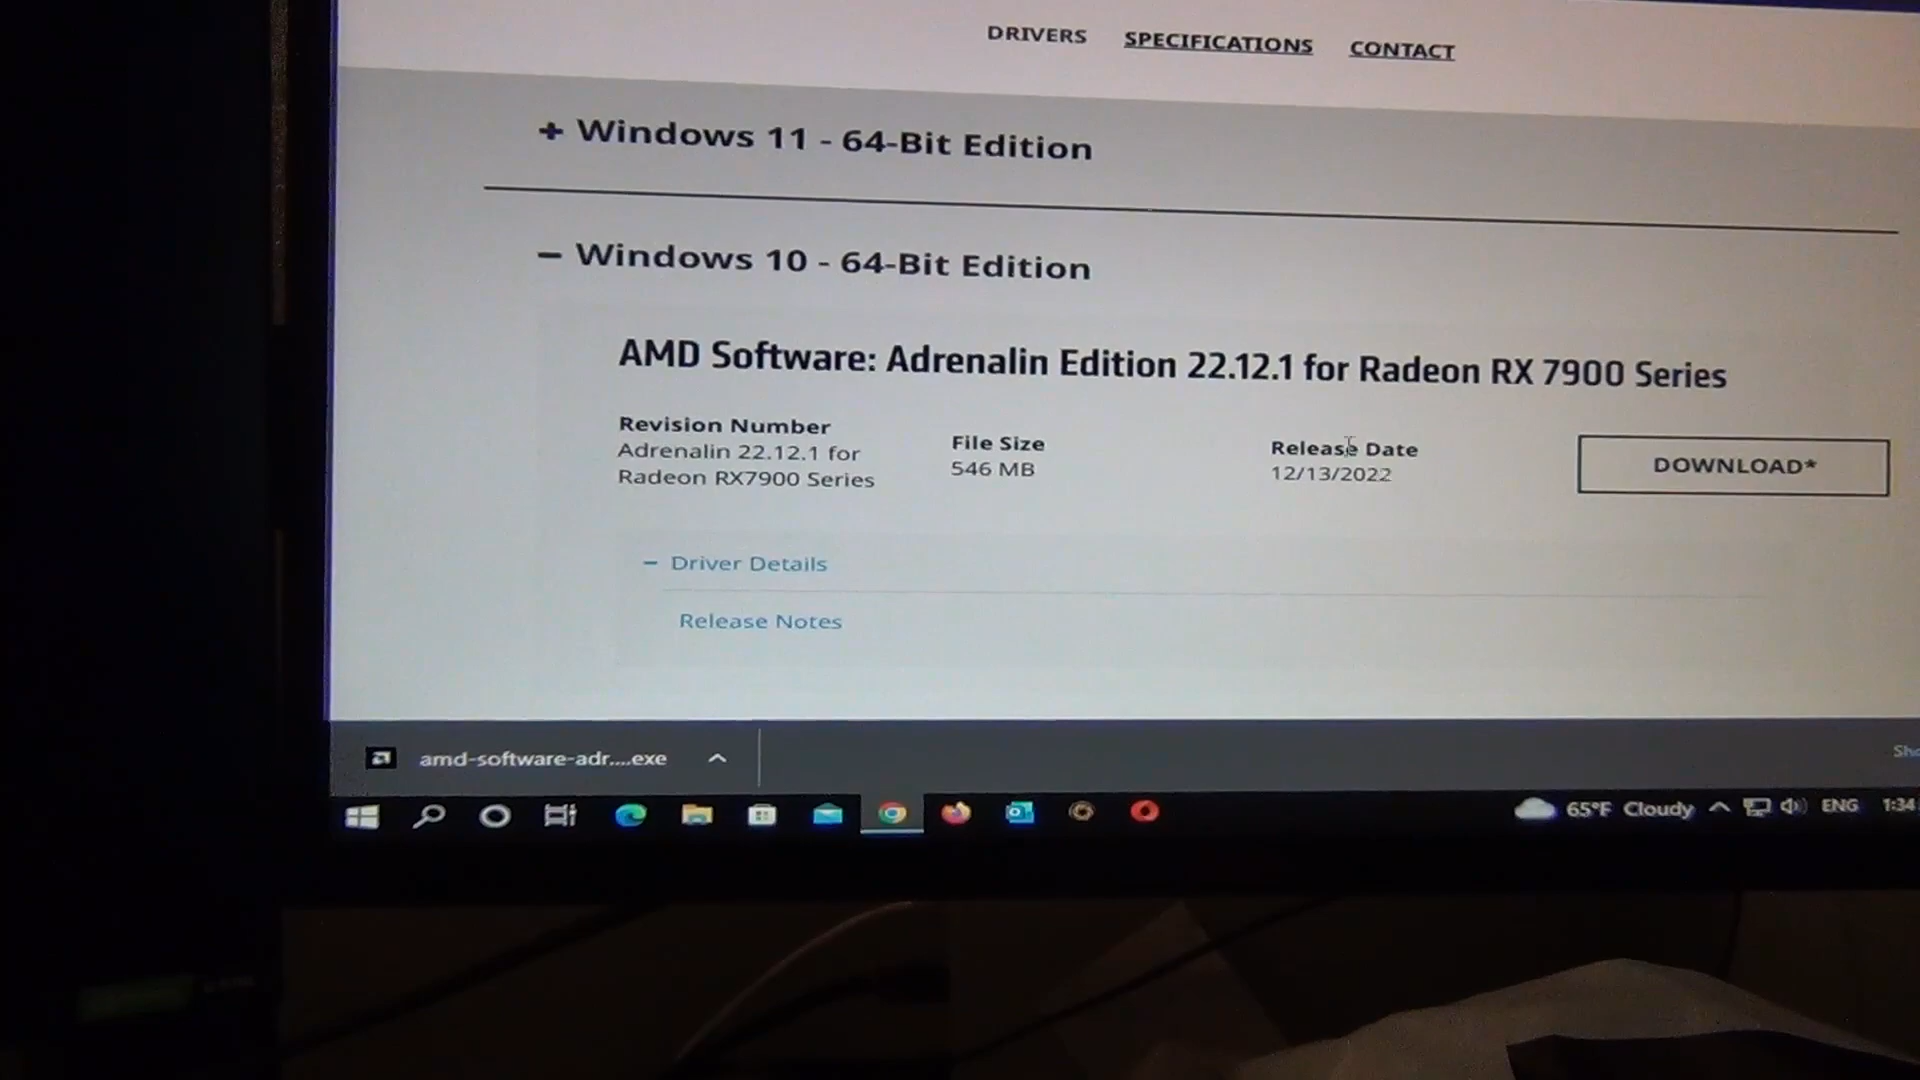 DRIVERS SPECIFICATIONS CONTACT
+ Windows 11 - 64-Bit Edition
− Windows 10 - 64-Bit Edition
AMD Software: Adrenalin Edition 22.12.1 for Radeon RX 7900 Series
Revision Number
Adrenalin 22.12.1 for
Radeon RX7900 Series
File Size
546 MB
Release Date
12/13/2022
DOWNLOAD*
− Driver Details
Release Notes
amd-software-adr....exe
65°F Cloudy ENG 1:34